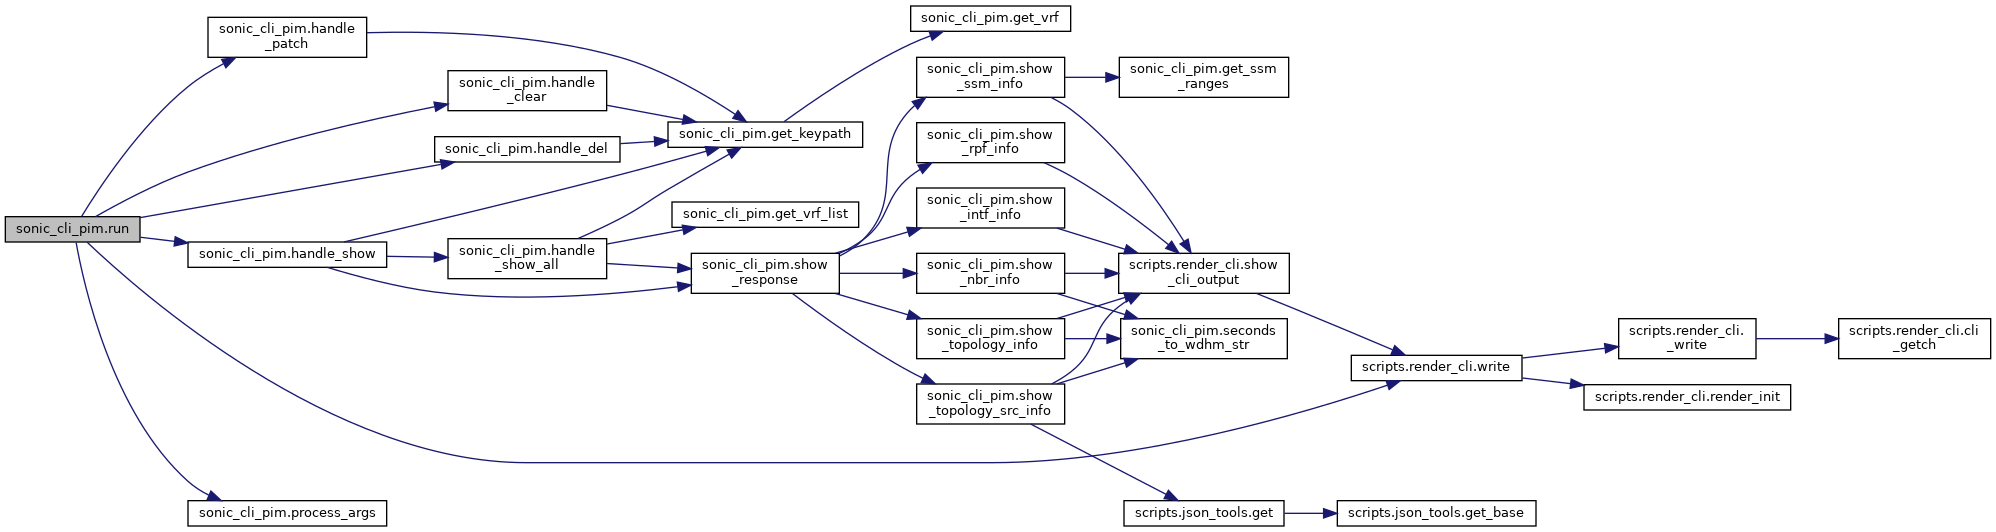 sonic_cli_pim.run
sonic_cli_pim.handle
_patch
sonic_cli_pim.handle
_clear
sonic_cli_pim.handle_del
sonic_cli_pim.handle_show
sonic_cli_pim.process_args
sonic_cli_pim.handle
_show_all
sonic_cli_pim.get_keypath
sonic_cli_pim.get_vrf_list
sonic_cli_pim.show
_response
sonic_cli_pim.get_vrf
sonic_cli_pim.show
_ssm_info
sonic_cli_pim.show
_rpf_info
sonic_cli_pim.show
_intf_info
sonic_cli_pim.show
_nbr_info
sonic_cli_pim.show
_topology_info
sonic_cli_pim.show
_topology_src_info
sonic_cli_pim.get_ssm
_ranges
scripts.render_cli.show
_cli_output
sonic_cli_pim.seconds
_to_wdhm_str
scripts.json_tools.get
scripts.render_cli.write
scripts.json_tools.get_base
scripts.render_cli.
_write
scripts.render_cli.render_init
scripts.render_cli.cli
_getch